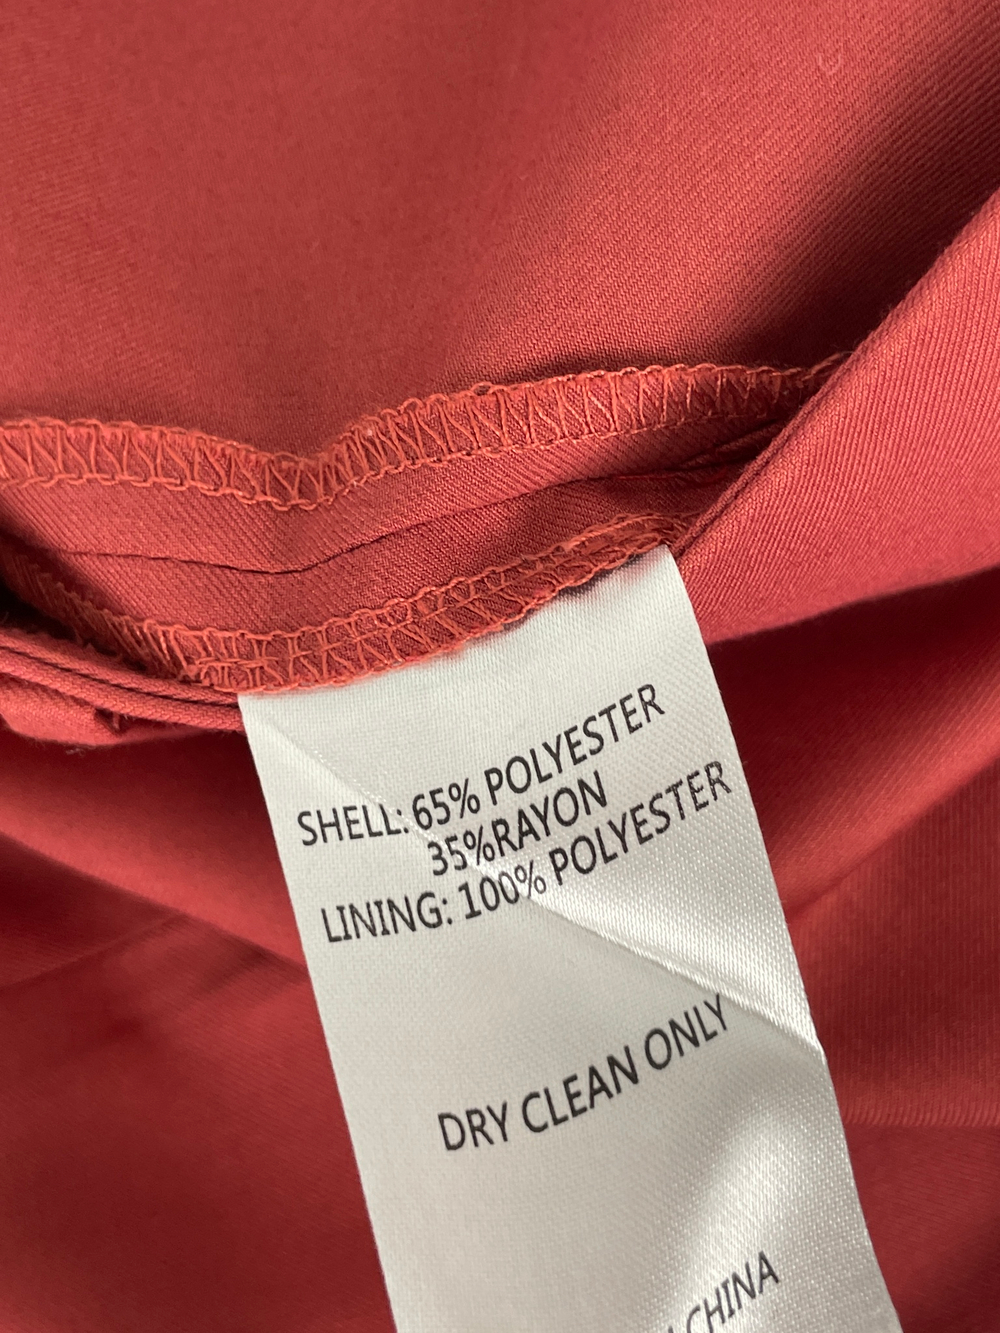 SHELL: 65% POLYESTER
35%RAYON
LINING: 100% POLYESTER
DRY CLEAN ONLY
CHINA